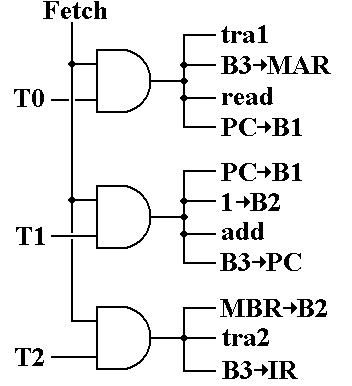 Fetch
tra1
B3→MAR
T0
read
PC→B1
PC→B1
1→B2
T1
add
B3→PC
MBR→B2
tra2
T2
B3→IR